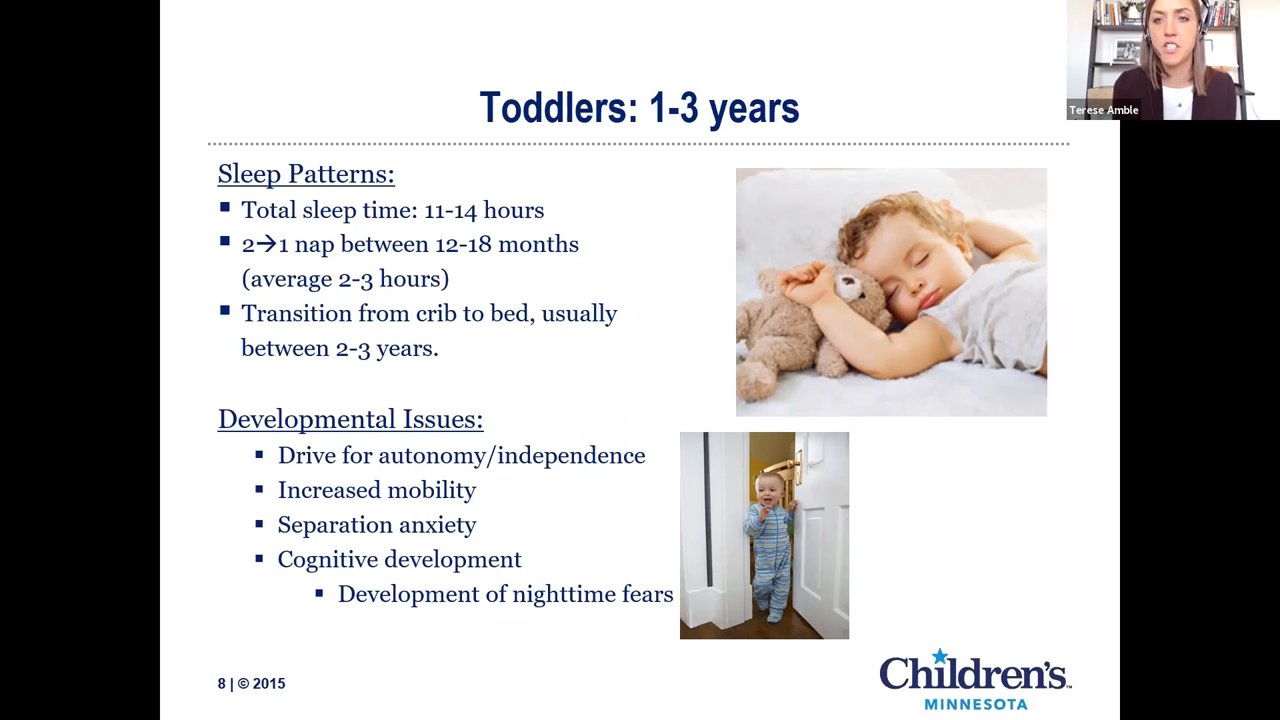 Terese Amble
Toddlers: 1-3 years
Sleep Patterns:
▪ Total sleep time: 11-14 hours
▪ 2→1 nap between 12-18 months
(average 2-3 hours)
▪ Transition from crib to bed, usually
between 2-3 years.
Developmental Issues:
▪ Drive for autonomy/independence
▪ Increased mobility
▪ Separation anxiety
▪ Cognitive development
▪ Development of nighttime fears
8 | © 2015
Children's™
MINNESOTA